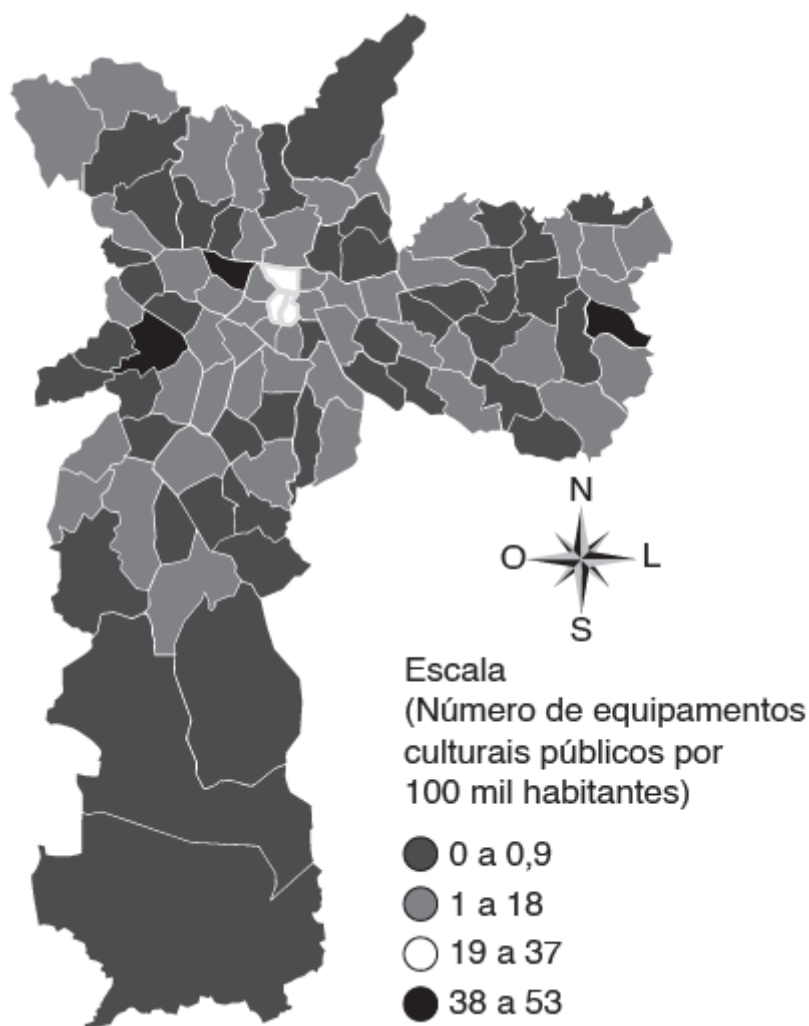 N
O
L
S
Escala
(Número de equipamentos
culturais públicos por
100 mil habitantes)
0 a 0,9
1 a 18
19 a 37
38 a 53